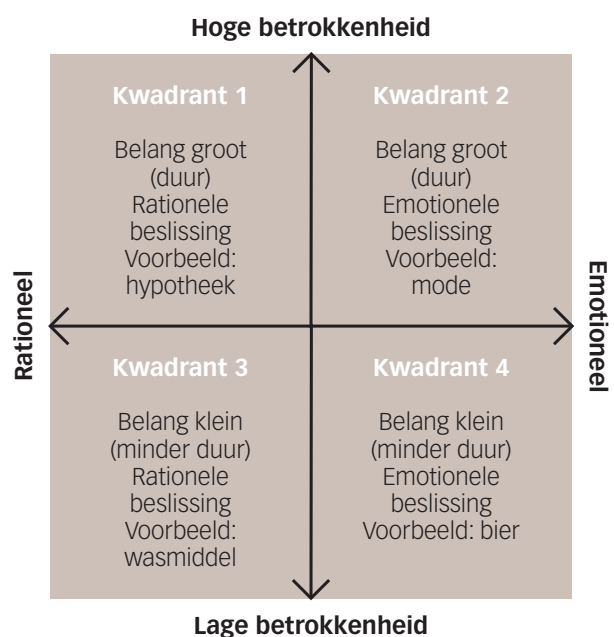 Hoge betrokkenheid
Kwadrant 1
Belang groot
(duur)
Rationele
beslissing
Voorbeeld:
hypotheek
Kwadrant 2
Belang groot
(duur)
Emotionele
beslissing
Voorbeeld:
mode
Rationeel
Emotioneel
Kwadrant 3
Belang klein
(minder duur)
Rationele
beslissing
Voorbeeld:
wasmiddel
Kwadrant 4
Belang klein
(minder duur)
Emotionele
beslissing
Voorbeeld: bier
Lage betrokkenheid